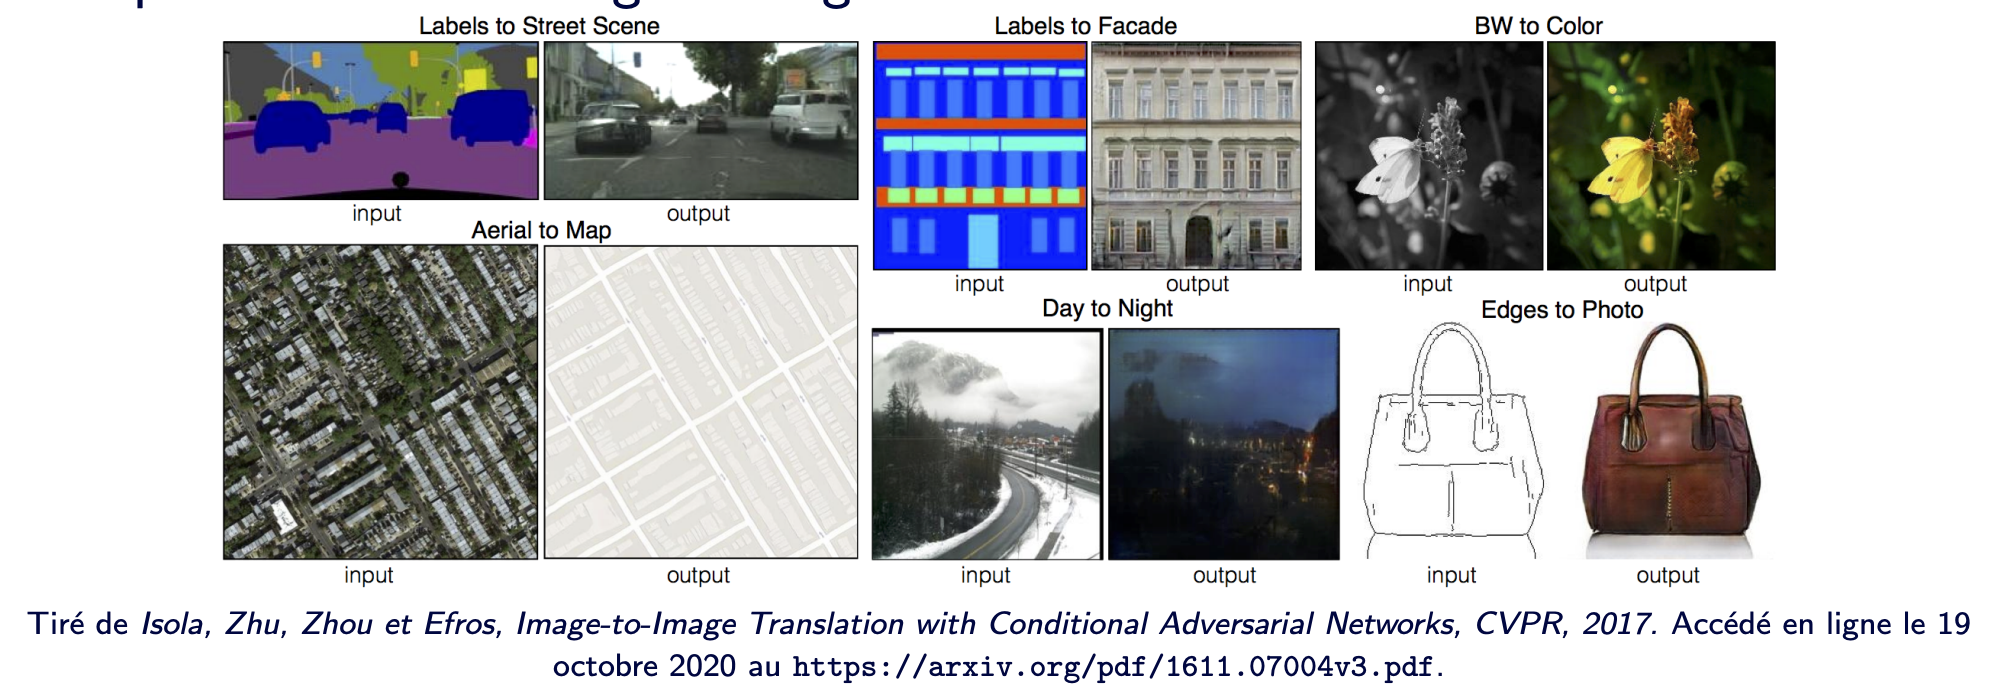 Labels to Street Scene
input
output
Labels to Facade
input
output
BW to Color
input
output
Aerial to Map
input
output
Day to Night
input
output
Edges to Photo
input
output
Tiré de Isola, Zhu, Zhou et Efros, Image-to-Image Translation with Conditional Adversarial Networks, CVPR, 2017. Accédé en ligne le 19
octobre 2020 au https://arxiv.org/pdf/1611.07004v3.pdf.